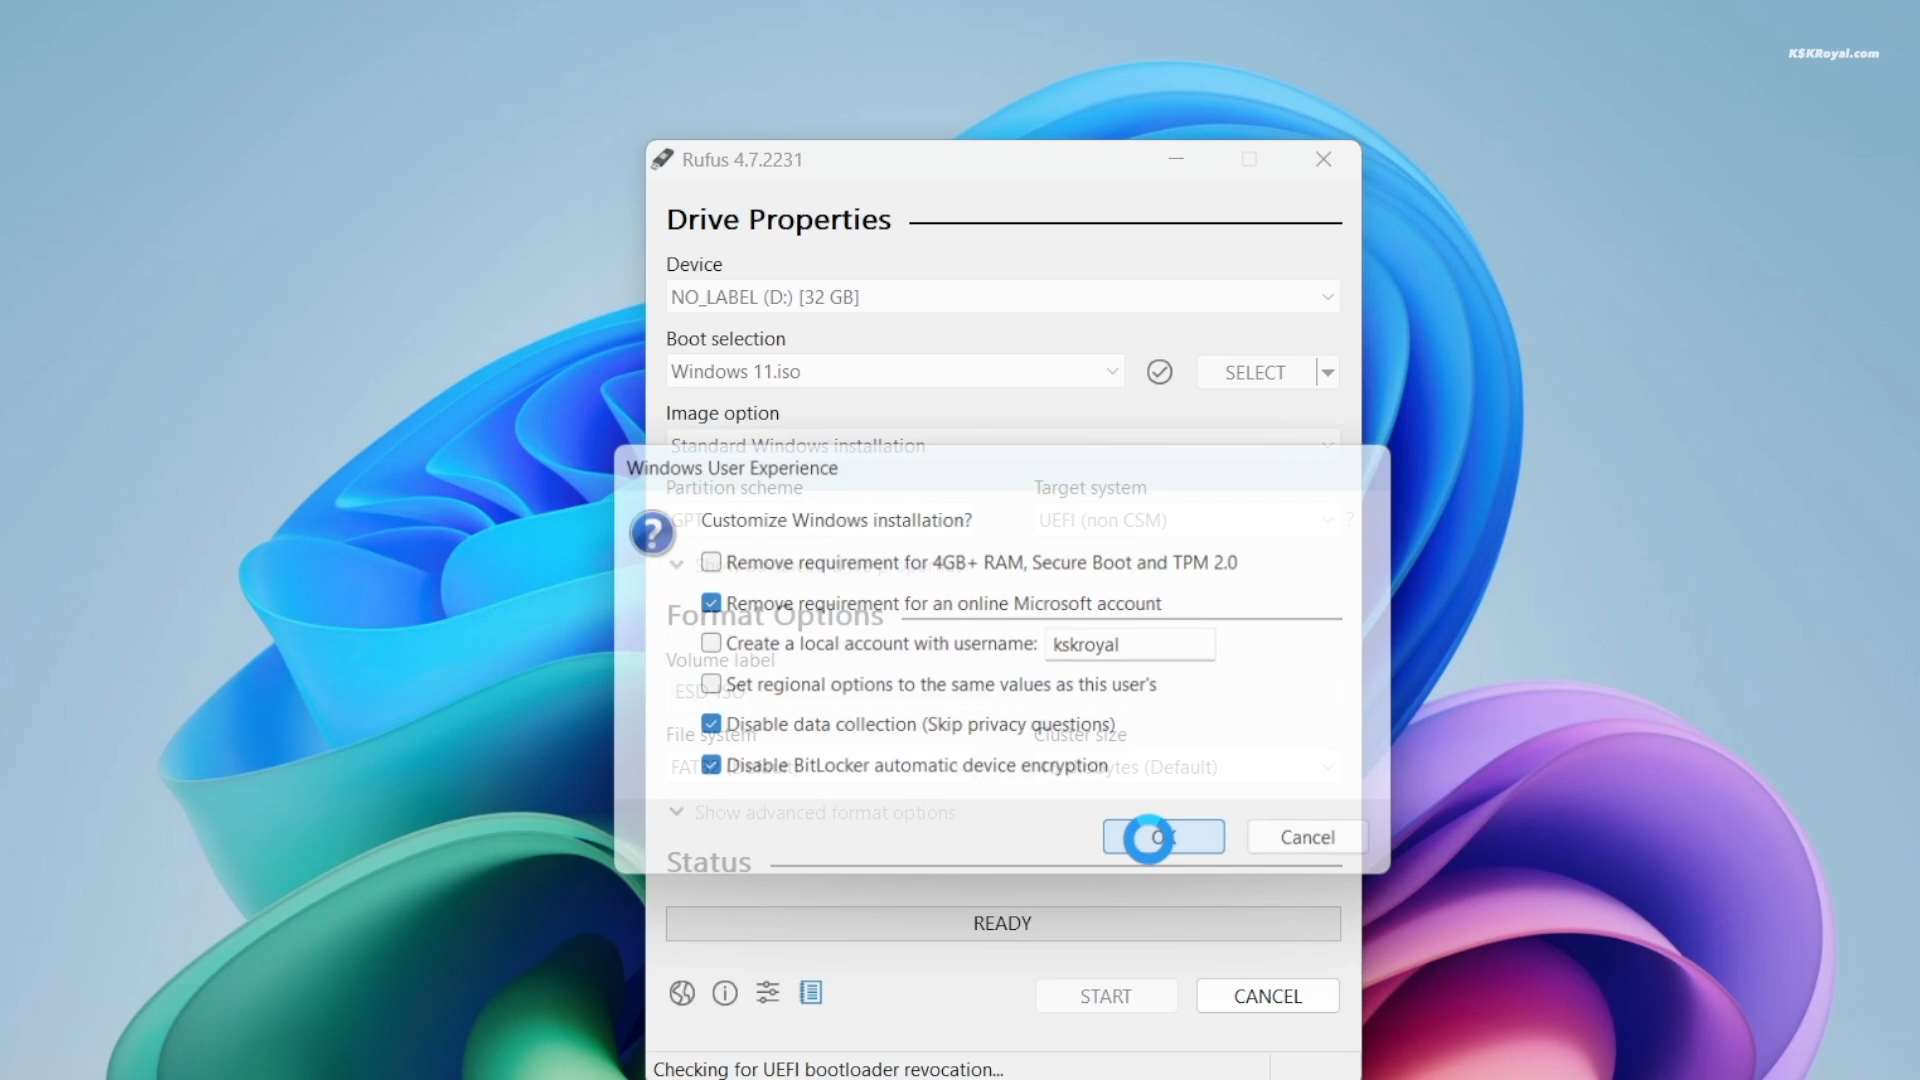 KSKRoyal.com
Rufus 4.7.2231
Drive Properties
Device
NO_LABEL (D:) [32 GB]
Boot selection
Windows 11.iso
SELECT
Image option
Standard Windows installation
Windows User Experience
Partition scheme
Target system
GPT
Customize Windows installation?
UEFI (non CSM)
?
Remove requirement for 4GB+ RAM, Secure Boot and TPM 2.0
Remove requirement for an online Microsoft account
Format Options
Create a local account with username:
kskroyal
Volume label
Set regional options to the same values as this user's
ESD-ISO
Disable data collection (Skip privacy questions)
File system
Cluster size
Disable BitLocker automatic device encryption
(Default)
Show advanced format options
OK
Cancel
Status
READY
START
CANCEL
Checking for UEFI bootloader revocation...